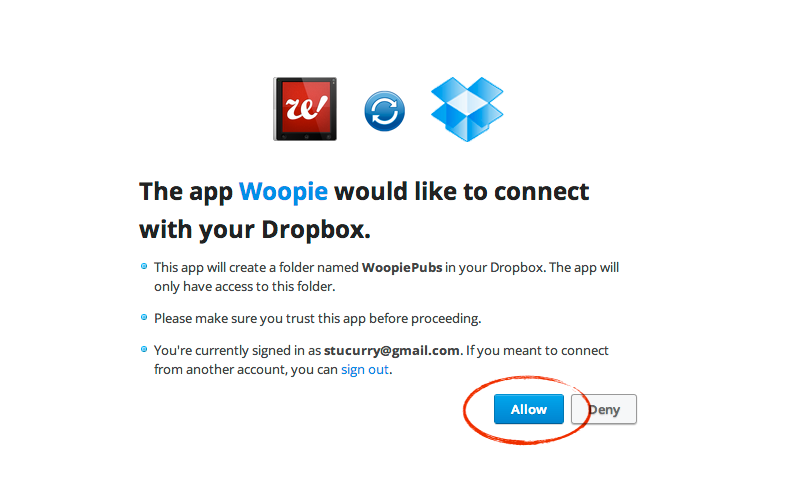 w!
The app Woopie would like to connect
with your Dropbox.
This app will create a folder named WoopiePubs in your Dropbox. The app will
only have access to this folder.
Please make sure you trust this app before proceeding.
You're currently signed in as stucurry@gmail.com. If you meant to connect
from another account, you can sign out.
Allow Deny